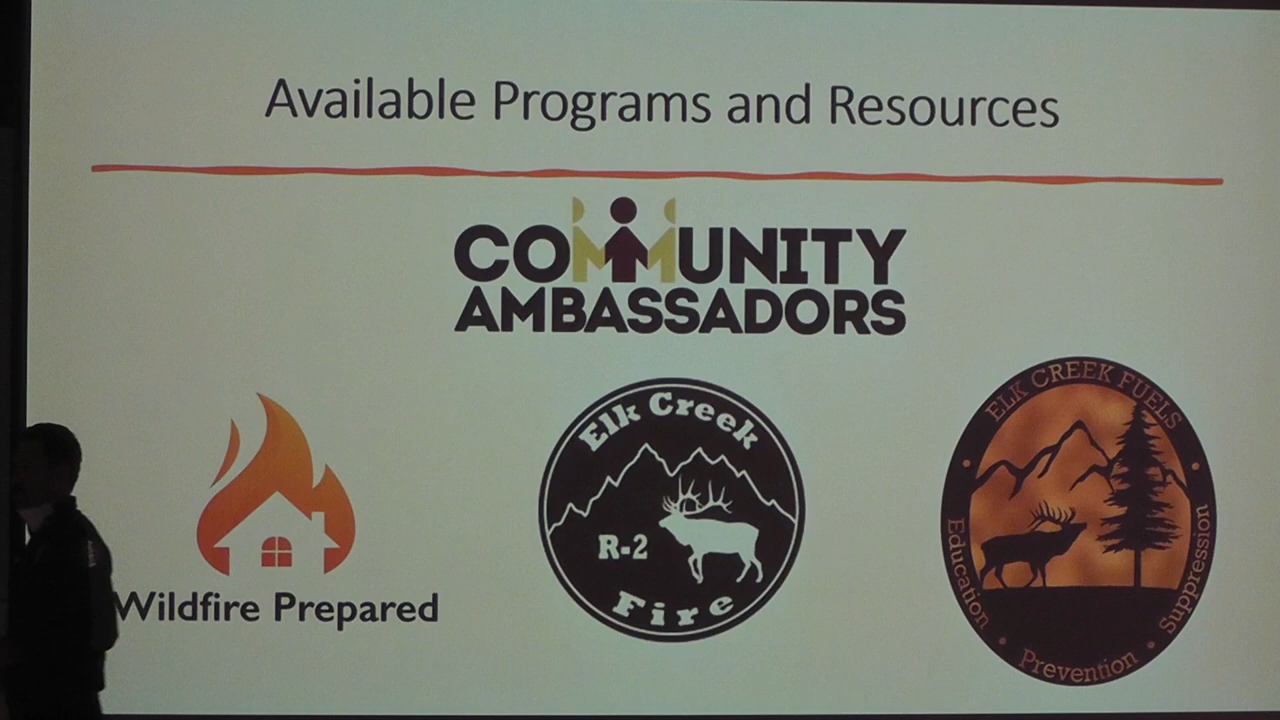 Available Programs and Resources
COMMUNITY
AMBASSADORS
Wildfire Prepared
Elk Creek
R-2
Fire
ELK CREEK FUELS
Education • Prevention • Suppression